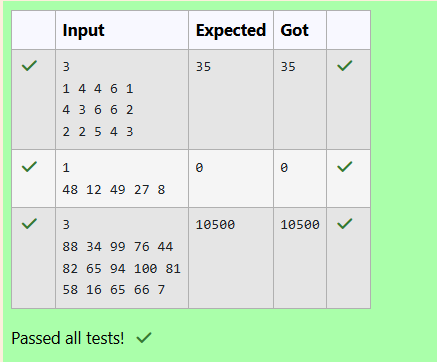 Input Expected Got
3 35 35
1 4 4 6 1
4 3 6 6 2
2 2 5 4 3
1 0 0
48 12 49 27 8
3 10500 10500
88 34 99 76 44
82 65 94 100 81
58 16 65 66 7
Passed all tests!